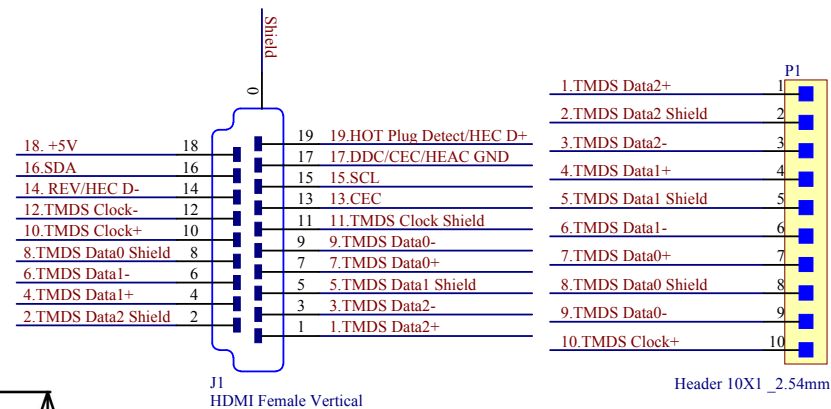 Shield
0
18. +5V 18
16.SDA 16
14. REV/HEC D- 14
12.TMDS Clock- 12
10.TMDS Clock+ 10
8.TMDS Data0 Shield 8
6.TMDS Data1- 6
4.TMDS Data1+ 4
2.TMDS Data2 Shield 2
19 19.HOT Plug Detect/HEC D+
17 17.DDC/CEC/HEAC GND
15 15.SCL
13 13.CEC
11 11.TMDS Clock Shield
9 9.TMDS Data0-
7 7.TMDS Data0+
5 5.TMDS Data1 Shield
3 3.TMDS Data2-
1 1.TMDS Data2+
J1
HDMI Female Vertical
P1
1.TMDS Data2+ 1
2.TMDS Data2 Shield 2
3.TMDS Data2- 3
4.TMDS Data1+ 4
5.TMDS Data1 Shield 5
6.TMDS Data1- 6
7.TMDS Data0+ 7
8.TMDS Data0 Shield 8
9.TMDS Data0- 9
10.TMDS Clock+ 10
Header 10X1 _2.54mm